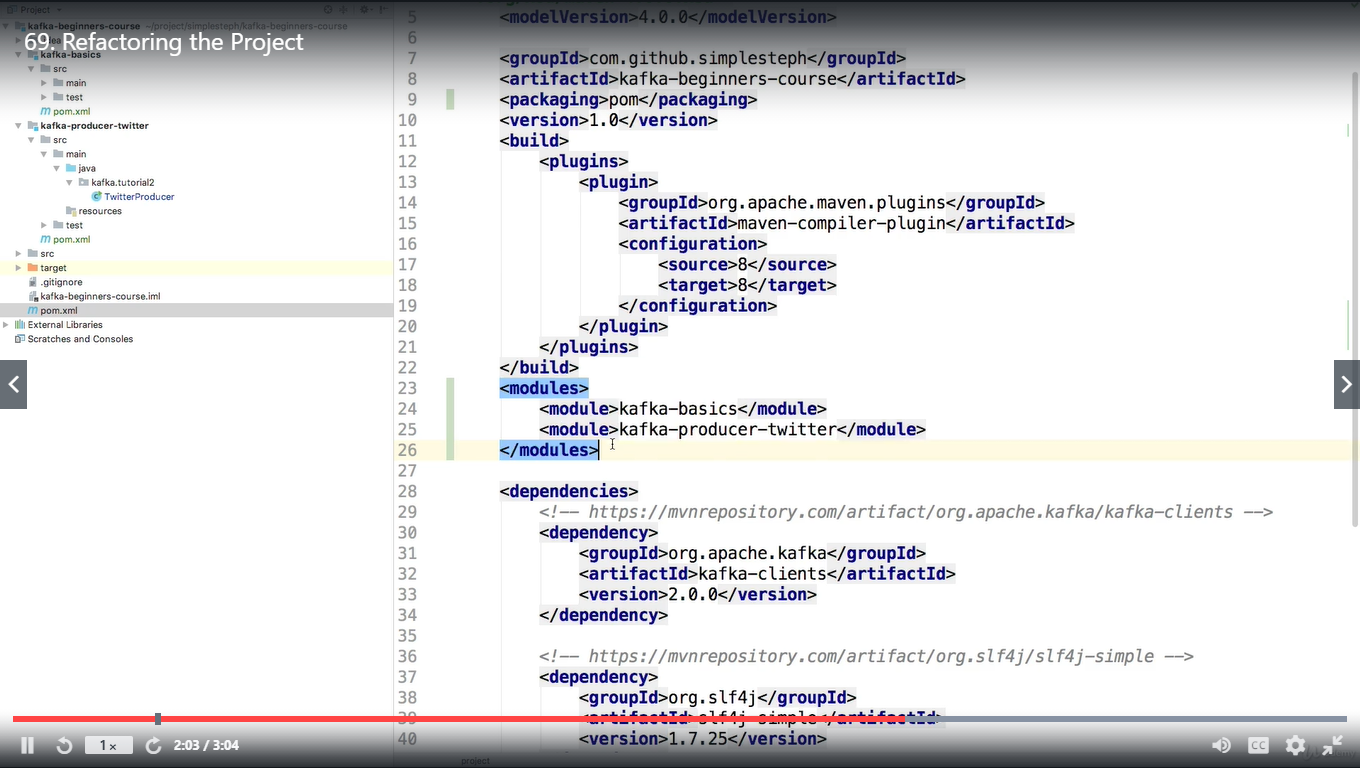 Project
kafka-beginners-course ~/project/simplesteph/kafka-beginners-course
69. Refactoring the Project
kafka-basics
src
main
test
pom.xml
kafka-producer-twitter
src
main
java
kafka.tutorial2
TwitterProducer
resources
test
pom.xml
src
target
.gitignore
kafka-beginners-course.iml
pom.xml
External Libraries
Scratches and Consoles
5 <modelVersion>4.0.0</modelVersion>
6
7 <groupId>com.github.simplesteph</groupId>
8 <artifactId>kafka-beginners-course</artifactId>
9 <packaging>pom</packaging>
10 <version>1.0</version>
11 <build>
12 <plugins>
13 <plugin>
14 <groupId>org.apache.maven.plugins</groupId>
15 <artifactId>maven-compiler-plugin</artifactId>
16 <configuration>
17 <source>8</source>
18 <target>8</target>
19 </configuration>
20 </plugin>
21 </plugins>
22 </build>
23 <modules>
24 <module>kafka-basics</module>
25 <module>kafka-producer-twitter</module>
26 </modules>
27
28 <dependencies>
29 <!-- https://mvnrepository.com/artifact/org.apache.kafka/kafka-clients -->
30 <dependency>
31 <groupId>org.apache.kafka</groupId>
32 <artifactId>kafka-clients</artifactId>
33 <version>2.0.0</version>
34 </dependency>
35
36 <!-- https://mvnrepository.com/artifact/org.slf4j/slf4j-simple -->
37 <dependency>
38 <groupId>org.slf4j</groupId>
39 <artifactId>slf4j-simple</artifactId>
40 <version>1.7.25</version>
project
1x
2:03 / 3:04
CC